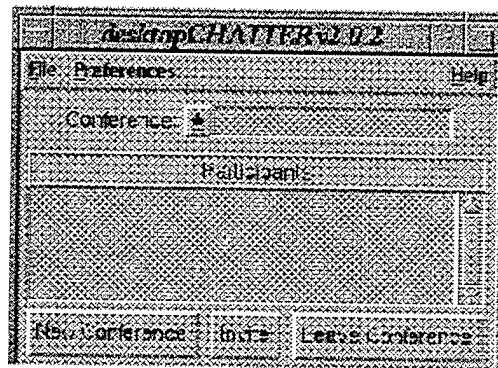 desktopCHATTER v2.0.2
File Preferences Help
Conference:
Participants
New Conference Invite Leave Conference